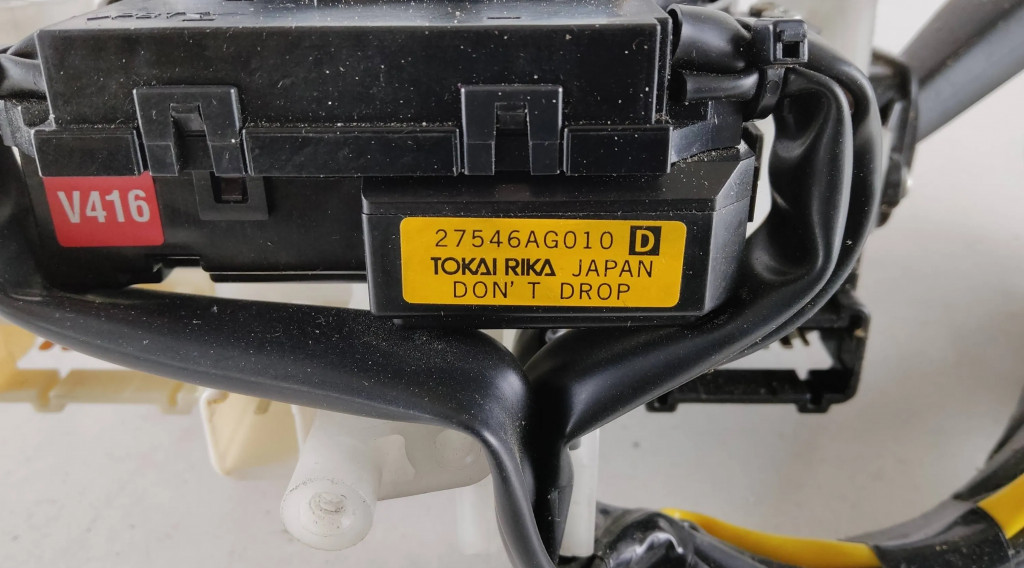 V416
27546AG010 D
TOKAI RIKA JAPAN
DON'T DROP